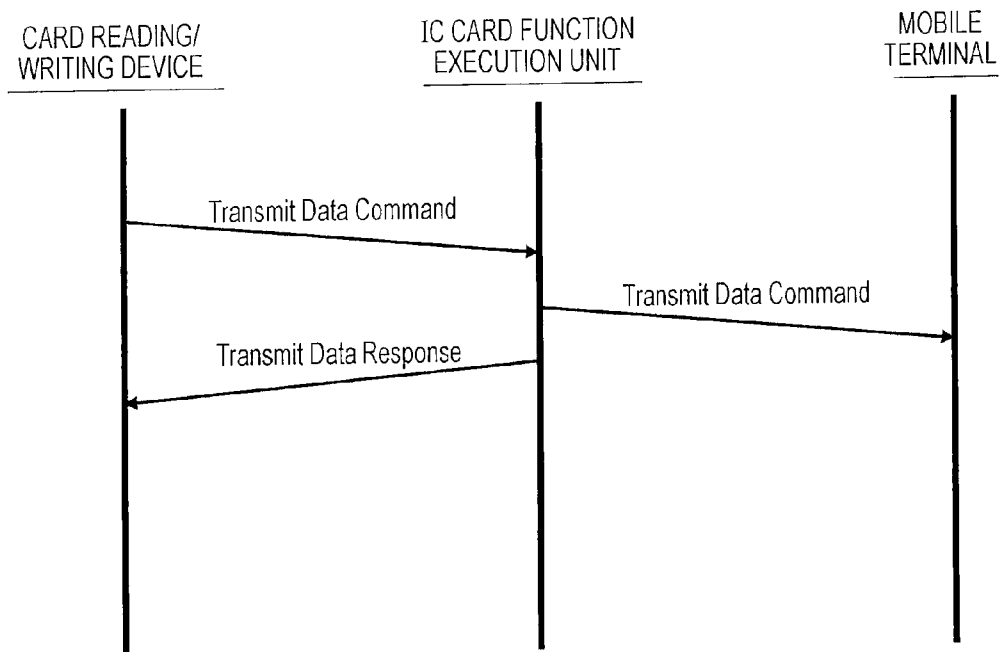 CARD READING/
WRITING DEVICE
IC CARD FUNCTION
EXECUTION UNIT
MOBILE
TERMINAL
Transmit Data Command
Transmit Data Command
Transmit Data Response